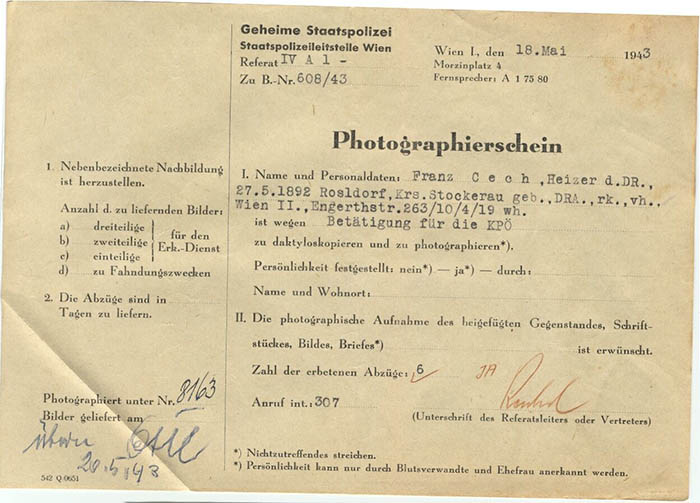 Geheime Staatspolizei
Staatspolizeileitstelle Wien
Referat IV A 1 -
Zu B.-Nr. 608/43
Wien I., den 18. Mai 1943
Morzinplatz 4
Fernsprecher: A 1 75 80
Photographierschein
1. Nebenbezeichnete Nachbildung
ist herzustellen.
Anzahl d. zu liefernden Bilder:
a) dreiteilige
b) zweiteilige
c) einteilige
für den
Erk.-Dienst
d) zu Fahndungszwecken
2. Die Abzüge sind in
Tagen zu liefern.
Photographiert unter Nr. 8163
Bilder geliefert am
20.5.43
542 Q/0651
I. Name und Personaldaten: Franz Cech, Heizer d.DR.,
27.5.1892 Rosldorf, Krs.Stockerau geb., DRA., rk., vh.,
Wien II., Engerthstr.263/10/4/19 wh.
ist wegen Betätigung für die KPÖ
zu daktyloskopieren und zu photographieren*).
Persönlichkeit festgestellt: nein*) — ja*) — durch:
Name und Wohnort:
II. Die photographische Aufnahme des beigefügten Gegenstandes, Schrift-
stückes, Bildes, Briefes*) ist erwünscht.
Zahl der erbetenen Abzüge: 6 JA
Anruf int.: 307
(Unterschrift des Referatsleiters oder Vertreters)
*) Nichtzutreffendes streichen.
*) Persönlichkeit kann nur durch Blutsverwandte und Ehefrau anerkannt werden.